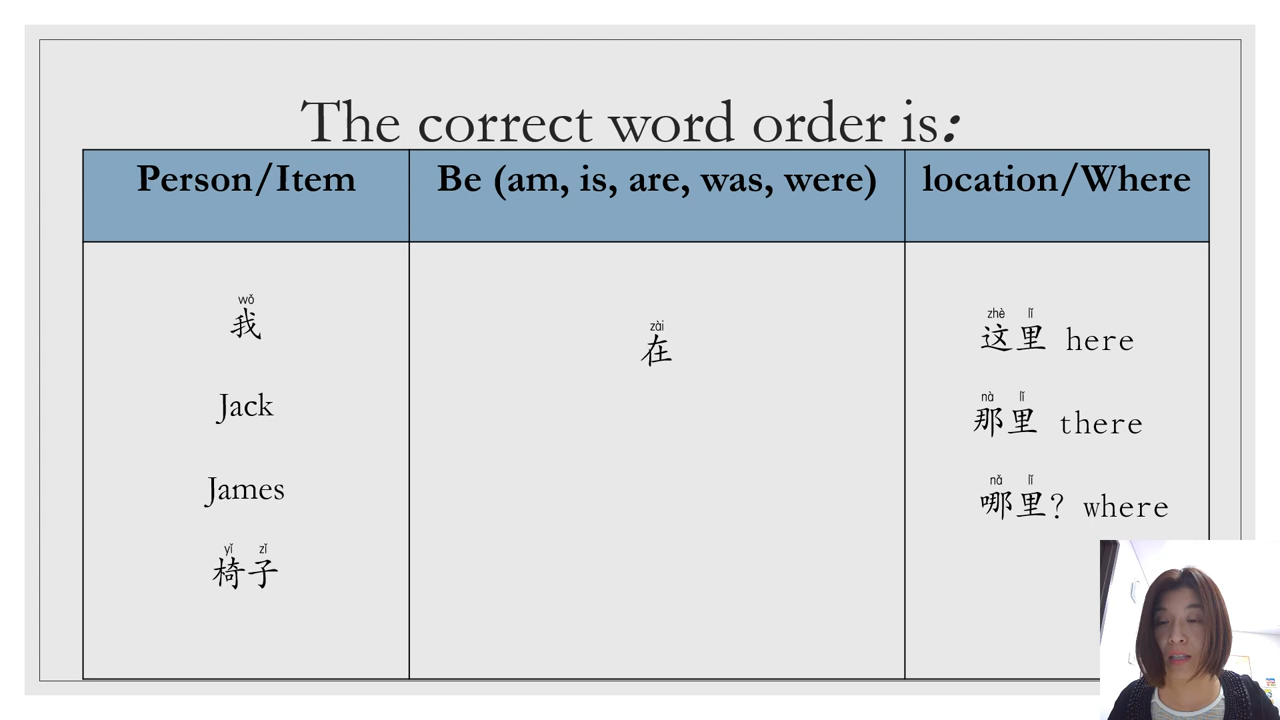 The correct word order is:
Person/Item
Be (am, is, are, was, were)
location/Where
wǒ
我
Jack
James
yǐ zǐ
椅子
zài
在
zhè lǐ
这里 here
nà lǐ
那里 there
nǎ lǐ
哪里？ where